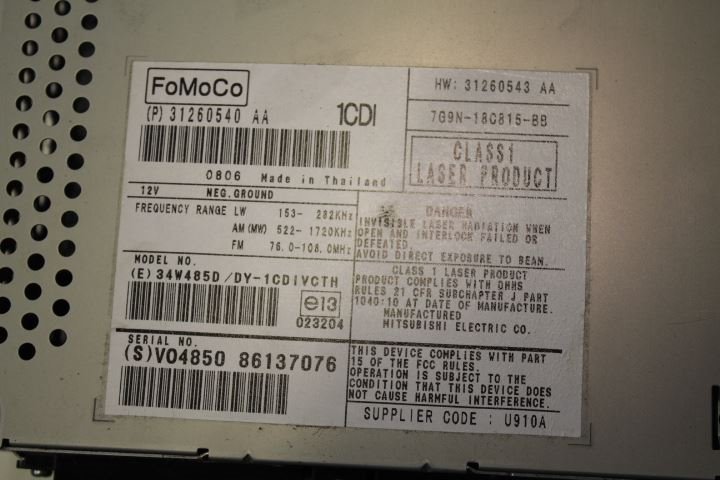 FoMoCo
(P) 31260540 AA
1CDI
0806 Made in Thailand
HW: 31260543 AA
7G9N-18C815-BB
CLASS1
LASER PRODUCT
12V NEG.GROUND
FREQUENCY RANGE LW 153- 282KHz
AM(MW) 522- 1720KHz
FM 76.0-108.0MHz
DANGER
INVISIBLE LASER RADIATION WHEN
OPEN AND INTERLOCK FAILED OR
DEFEATED.
AVOID DIRECT EXPOSURE TO BEAM.
MODEL NO.
(E) 34W485D/DY-1CDIVCTH
e13
023204
CLASS 1 LASER PRODUCT
PRODUCT COMPLIES WITH DHHS
RULES 21 CFR SUBCHAPTER J PART
1040:10 AT DATE OF MANUFACTURE.
MANUFACTURED
MITSUBISHI ELECTRIC CO.
SERIAL NO.
(S)V04850 86137076
THIS DEVICE COMPLIES WITH PART
15 OF THE FCC RULES.
OPERATION IS SUBJECT TO THE
CONDITION THAT THIS DEVICE DOES
NOT CAUSE HARMFUL INTERFERENCE.
SUPPLIER CODE : U910A